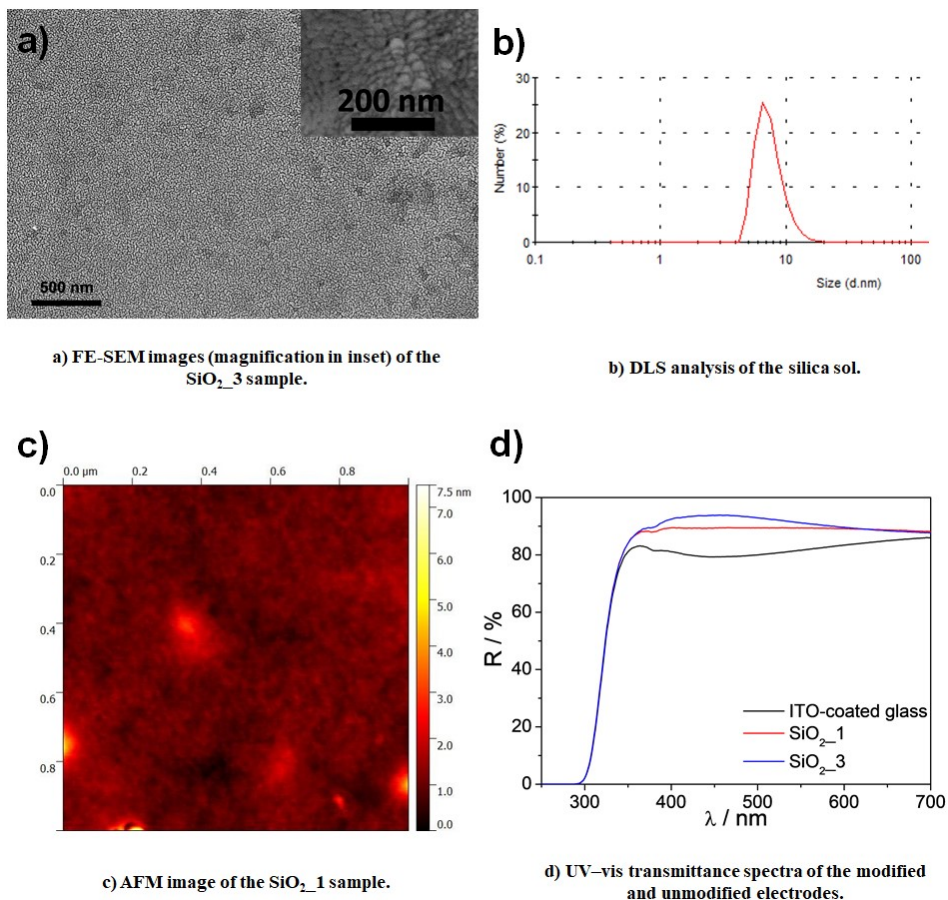 a)
200 nm
500 nm
a) FE-SEM images (magnification in inset) of the
SiO₂_3 sample.
b)
30
20
10
0
Number (%)
0.1 1 10 100
Size (d.nm)
b) DLS analysis of the silica sol.
c)
0.0 µm 0.2 0.4 0.6 0.8
0.0
0.2
0.4
0.6
0.8
7.5 nm
7.0
6.0
5.0
4.0
3.0
2.0
1.0
0.0
c) AFM image of the SiO₂_1 sample.
d)
100
80
60
40
20
0
R / %
ITO-coated glass
SiO₂_1
SiO₂_3
300 400 500 600 700
λ / nm
d) UV–vis transmittance spectra of the modified
and unmodified electrodes.